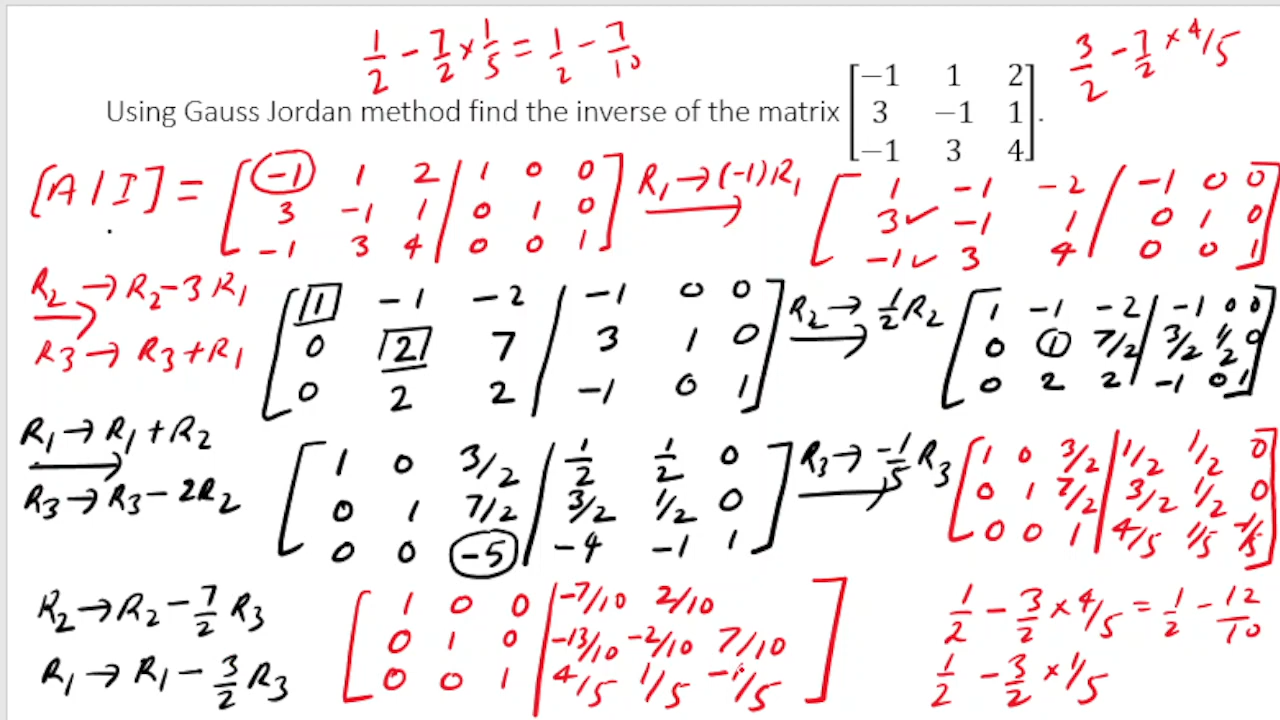 1/2 - 7/2 × 1/5 = 1/2 - 7/10
3/2 - 7/2 × 4/5
Using Gauss Jordan method find the inverse of the matrix [−1 1 2
3 −1 1
−1 3 4].
[A/I] = [-1 1 2 | 1 0 0
3 -1 1 | 0 1 0
-1 3 4 | 0 0 1]
R1→(-1)R1
[1 -1 -2 | -1 0 0
3✓ -1 1 | 0 1 0
-1✓ 3 4 | 0 0 1]
R2→R2-3R1
R3→R3+R1
[1 -1 -2 | -1 0 0
0 2 7 | 3 1 0
0 2 2 | -1 0 1]
R2→1/2R2
[1 -1 -2 | -1 0 0
0 1 7/2 | 3/2 1/2 0
0 2 2 | -1 0 1]
R1→R1+R2
R3→R3-2R2
[1 0 3/2 | 1/2 1/2 0
0 1 7/2 | 3/2 1/2 0
0 0 -5 | -4 -1 1]
R3→-1/5R3
[1 0 3/2 | 1/2 1/2 0
0 1 7/2 | 3/2 1/2 0
0 0 1 | 4/5 1/5 -1/5]
R2→R2-7/2R3
R1→R1-3/2R3
[1 0 0 | -7/10 2/10
0 1 0 | -13/10 -2/10 7/10
0 0 1 | 4/5 1/5 -1/5]
1/2 - 3/2 × 4/5 = 1/2 - 12/10
1/2 - 3/2 × 1/5